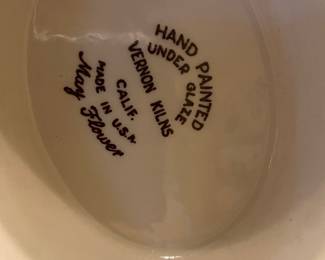 HAND PAINTED
UNDER GLAZE
VERNON KILNS
CALIF.
MADE IN U.S.A.
May Flower